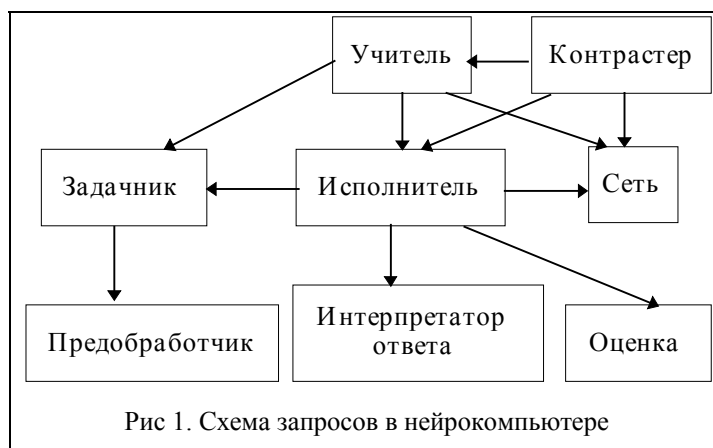 Учитель
Контрастер
Задачник
Исполнитель
Сеть
Предобработчик
Интерпретатор
ответа
Оценка
Рис 1. Схема запросов в нейрокомпьютере